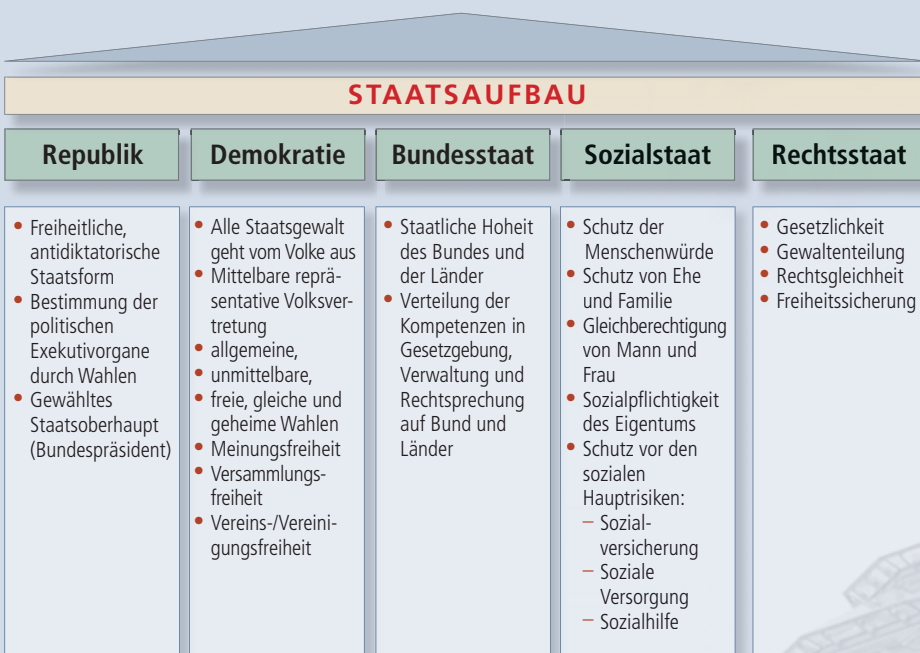 STAATSAUFBAU
Republik
• Freiheitliche,
antidiktatorische
Staatsform
• Bestimmung der
politischen
Exekutivorgane
durch Wahlen
• Gewähltes
Staatsoberhaupt
(Bundespräsident)
Demokratie
• Alle Staatsgewalt
geht vom Volke aus
• Mittelbare reprä-
sentative Volksver-
tretung
• allgemeine,
• unmittelbare,
• freie, gleiche und
geheime Wahlen
• Meinungsfreiheit
• Versammlungs-
freiheit
• Vereins-/Vereini-
gungsfreiheit
Bundesstaat
• Staatliche Hoheit
des Bundes und
der Länder
• Verteilung der
Kompetenzen in
Gesetzgebung,
Verwaltung und
Rechtsprechung
auf Bund und
Länder
Sozialstaat
• Schutz der
Menschenwürde
• Schutz von Ehe
und Familie
• Gleichberechtigung
von Mann und
Frau
• Sozialpflichtigkeit
des Eigentums
• Schutz vor den
sozialen
Hauptrisiken:
– Sozial-
versicherung
– Soziale
Versorgung
– Sozialhilfe
Rechtsstaat
• Gesetzlichkeit
• Gewaltenteilung
• Rechtsgleichheit
• Freiheitssicherung